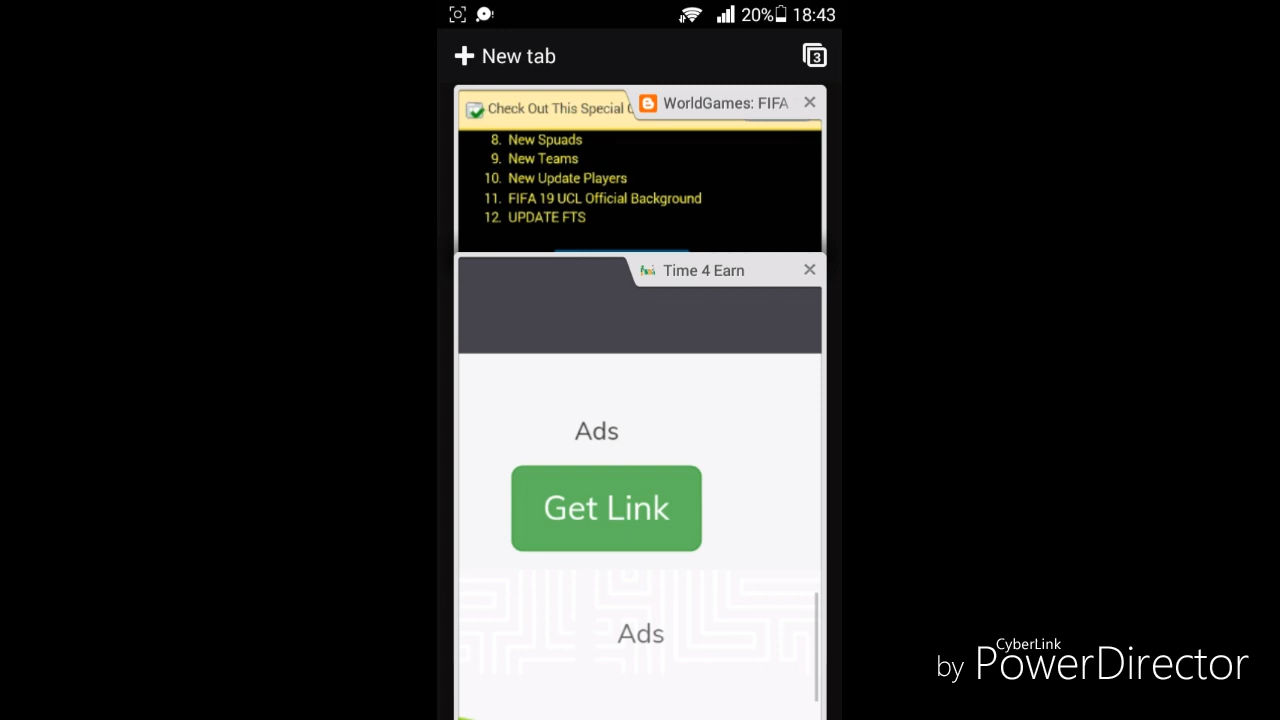 20% 18:43
New tab
3
Check Out This Special
WorldGames: FIFA
8. New Spuads
9. New Teams
10. New Update Players
11. FIFA 19 UCL Official Background
12. UPDATE FTS
Time 4 Earn
Ads
Get Link
Ads
CyberLink
by PowerDirector